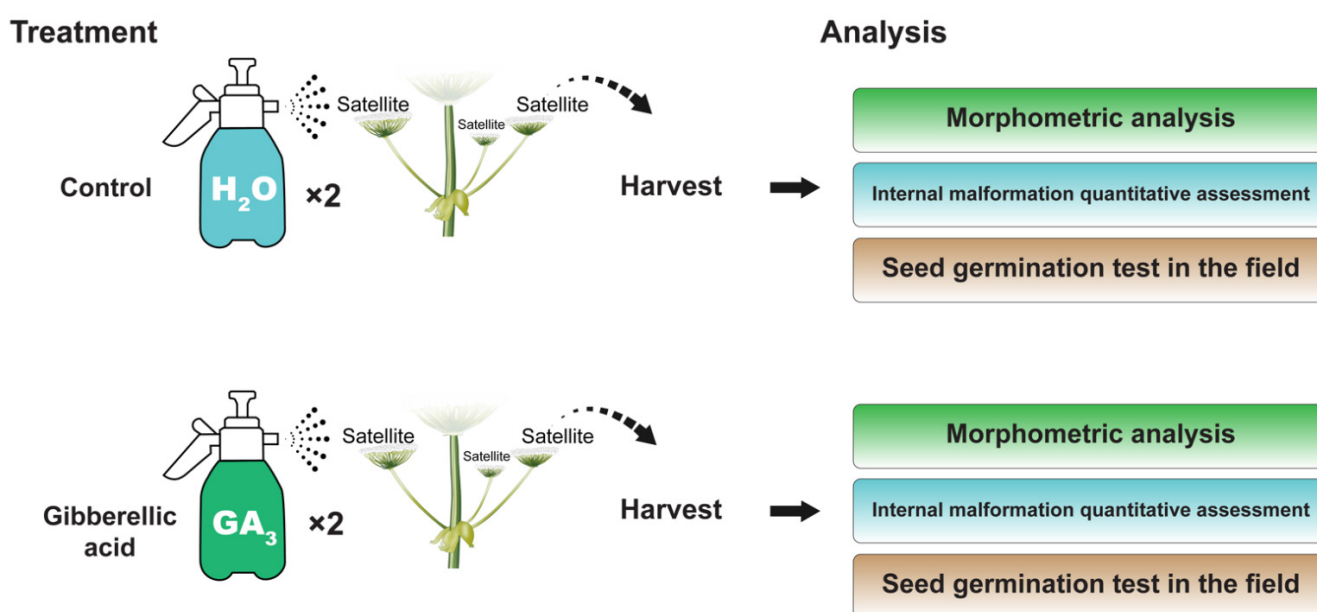 Treatment
Analysis
Satellite
Satellite
Satellite
Control
H₂O
×2
Harvest
Morphometric analysis
Internal malformation quantitative assessment
Seed germination test in the field
Satellite
Satellite
Satellite
Gibberellic
acid
GA₃
×2
Harvest
Morphometric analysis
Internal malformation quantitative assessment
Seed germination test in the field